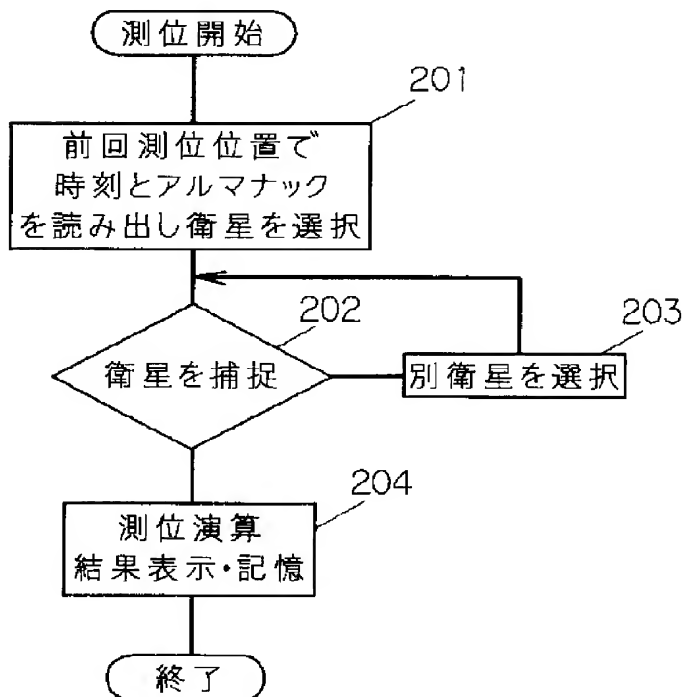 測位開始
201
前回測位位置で
時刻とアルマナック
を読み出し衛星を選択
202
衛星を捕捉
203
別衛星を選択
204
測位演算
結果表示・記憶
終了